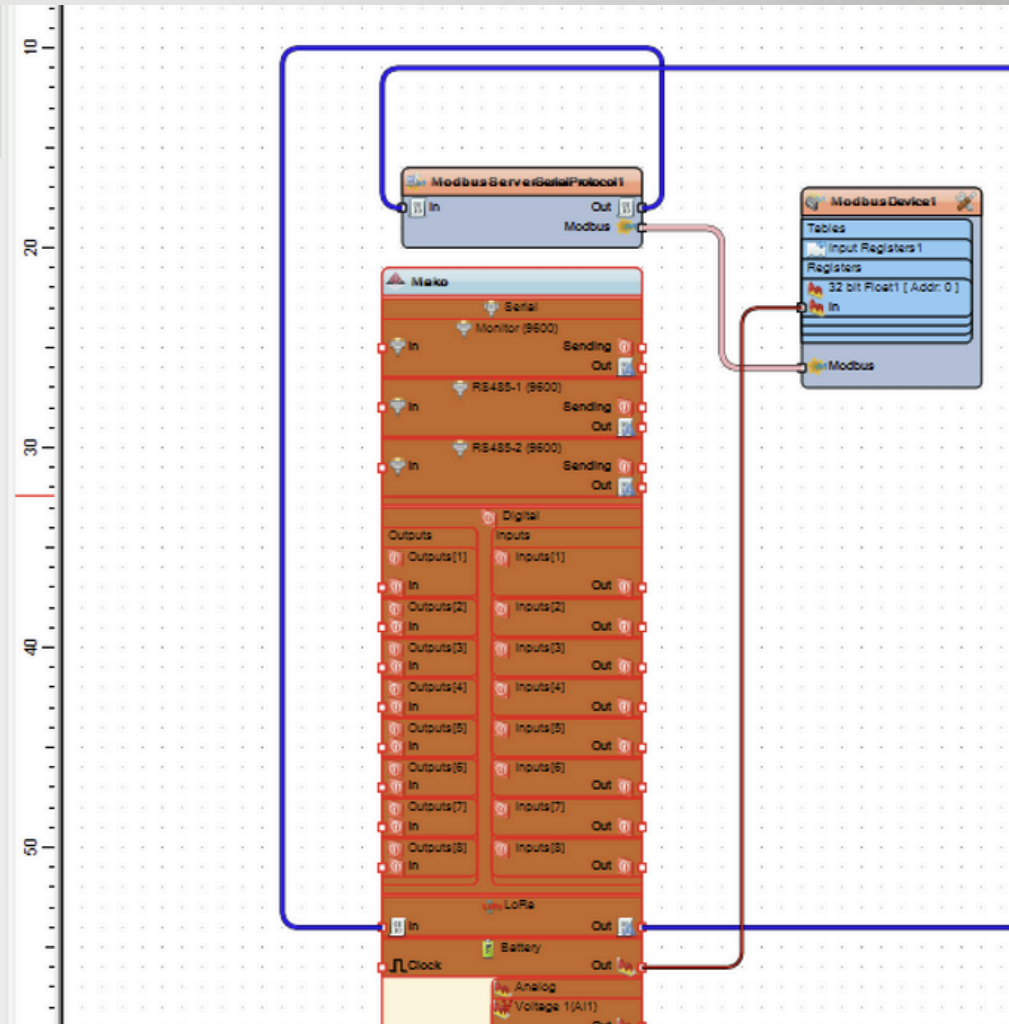 10
ModbusServerSerialProtocol1
In Out
Modbus
ModbusDevice1
Tables
Input Registers1
Registers
32 bit Float1 [ Addr: 0 ]
In
Modbus
20
Mako
Serial
Monitor (9600)
In Sending
Out
RS485-1 (9600)
In Sending
Out
30
RS485-2 (9600)
In Sending
Out
Digital
Outputs Inputs
Outputs[1] Inputs[1]
In Out
Outputs[2] Inputs[2]
In Out
40
Outputs[3] Inputs[3]
In Out
Outputs[4] Inputs[4]
In Out
Outputs[5] Inputs[5]
In Out
Outputs[6] Inputs[6]
In Out
Outputs[7] Inputs[7]
In Out
50
Outputs[8] Inputs[8]
In Out
LoRa
In Out
Battery
Clock Out
Analog
Voltage 1(AI1)
Out